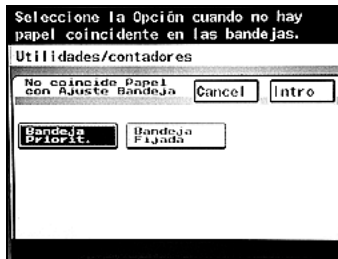 Seleccione la Opción cuando no hay
papel coincidente en las bandejas.
Utilidades/contadores
No coincide Papel
con Ajuste Bandeja
Cancel
Intro
Bandeja
Priorit.
Bandeja
Fijada